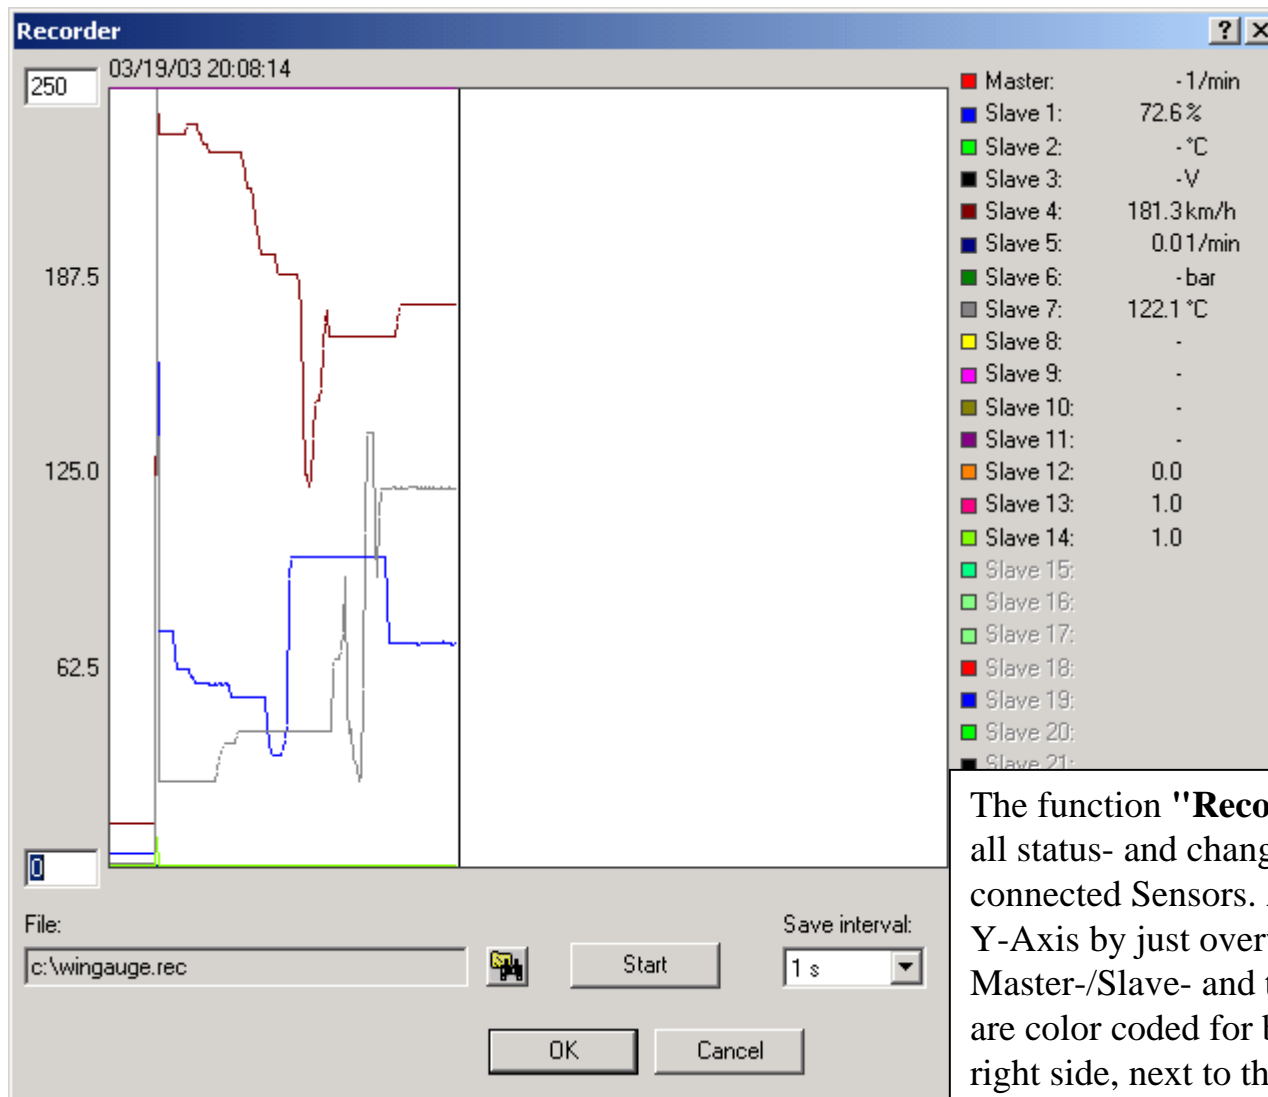 Recorder
250
03/19/03 20:08:14
187.5
125.0
62.5
0
Master: - 1/min
Slave 1: 72.6 %
Slave 2: - °C
Slave 3: - V
Slave 4: 181.3 km/h
Slave 5: 0.0 1/min
Slave 6: - bar
Slave 7: 122.1 °C
Slave 8: -
Slave 9: -
Slave 10: -
Slave 11: -
Slave 12: 0.0
Slave 13: 1.0
Slave 14: 1.0
Slave 15:
Slave 16:
Slave 17:
Slave 18:
Slave 19:
Slave 20:
Slave 21:
File:
c:\wingauge.rec
Start
Save interval:
1 s
OK
Cancel
The function "Reco
all status- and chang
connected Sensors.
Y-Axis by just over
Master-/Slave- and t
are color coded for b
right side, next to th